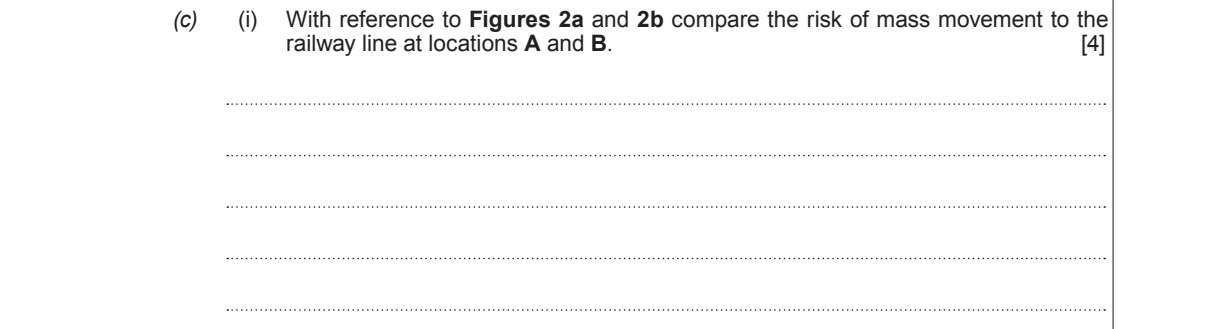 (c) (i) With reference to Figures 2a and 2b compare the risk of mass movement to the
railway line at locations A and B. [4]